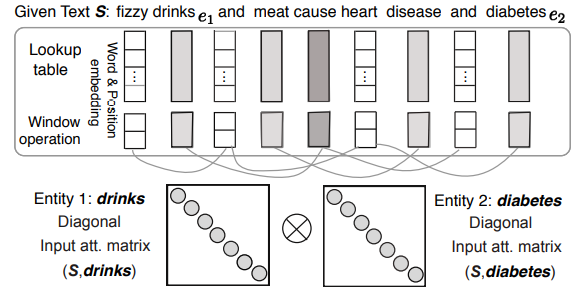 Given Text S: fizzy drinks e1 and meat cause heart disease and diabetes e2
Lookup
table
Word & Position
embedding
Window
operation
Entity 1: drinks
Diagonal
Input att. matrix
(S,drinks)
Entity 2: diabetes
Diagonal
Input att. matrix
(S,diabetes)